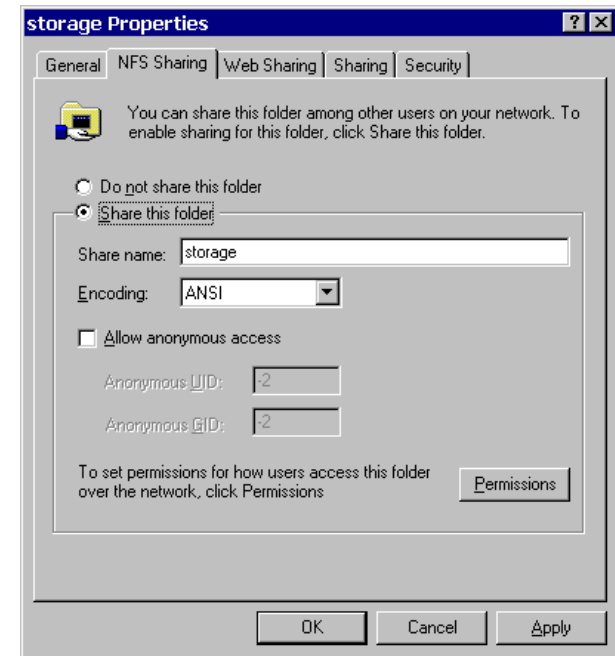 storage Properties
General NFS Sharing Web Sharing Sharing Security
You can share this folder among other users on your network. To
enable sharing for this folder, click Share this folder.
Do not share this folder
Share this folder
Share name: storage
Encoding: ANSI
Allow anonymous access
Anonymous UID: -2
Anonymous GID: -2
To set permissions for how users access this folder
over the network, click Permissions
Permissions
OK Cancel Apply